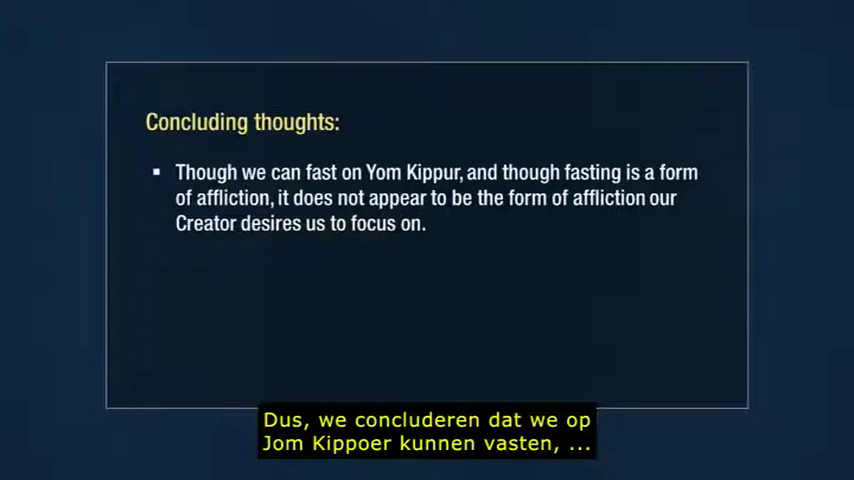 Concluding thoughts:
▪ Though we can fast on Yom Kippur, and though fasting is a form
of affliction, it does not appear to be the form of affliction our
Creator desires us to focus on.
Dus, we concluderen dat we op
Jom Kippoer kunnen vasten, ...